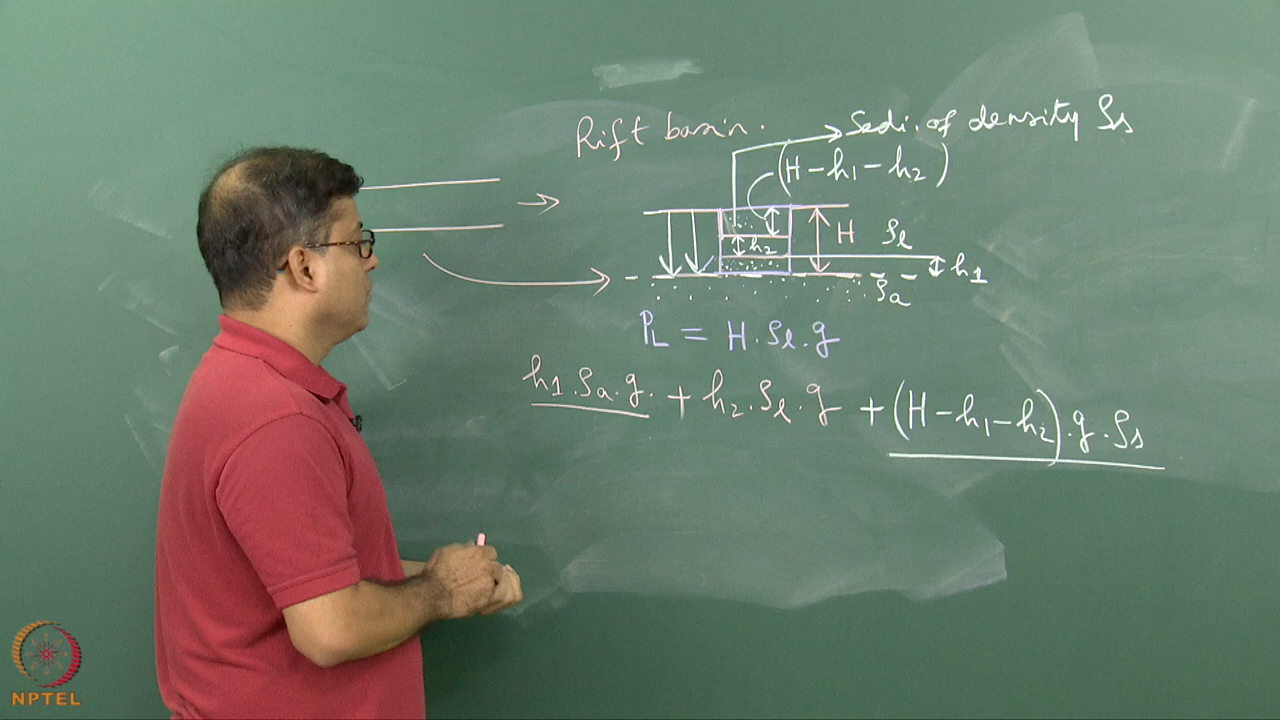 Rift basin.
Sedi. of density ρs
(H-h1-h2)
H ρl
h2
h1
ρa
PL = H.ρl.g
h1.ρa.g. + h2.ρl.g + (H-h1-h2).g.ρs
NPTEL